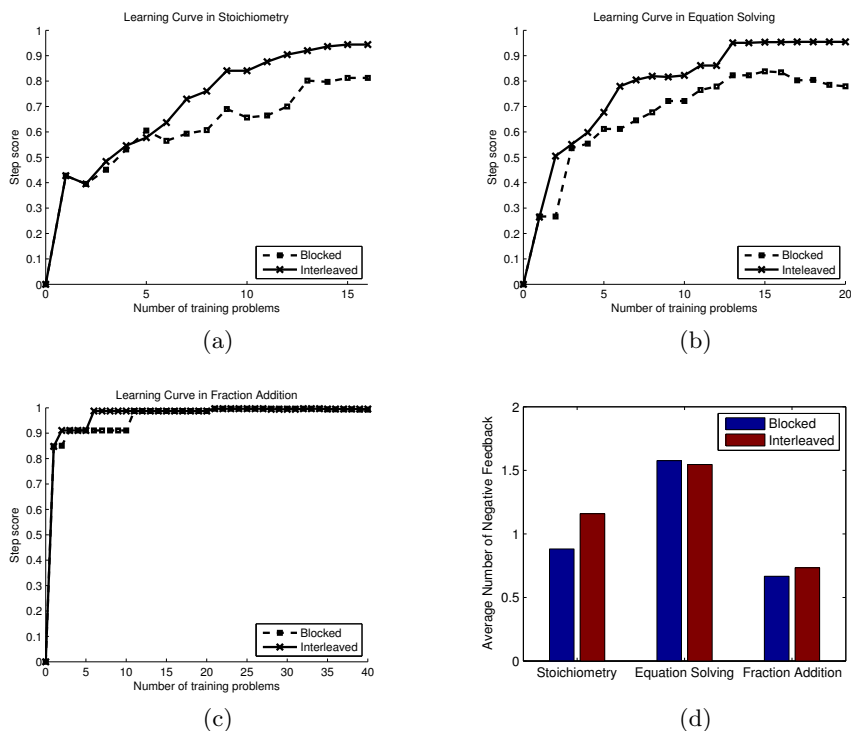 Learning Curve in Stoichiometry
1
0.9
0.8
0.7
0.6
0.5
0.4
0.3
0.2
0.1
0
Step score
0 5 10 15
Number of training problems
Blocked
Interleaved
(a)
Learning Curve in Equation Solving
1
0.9
0.8
0.7
0.6
0.5
0.4
0.3
0.2
0.1
0
Step score
0 5 10 15 20
Number of training problems
Blocked
Inteleaved
(b)
Learning Curve in Fraction Addition
1
0.9
0.8
0.7
0.6
0.5
0.4
0.3
0.2
0.1
0
Step score
0 5 10 15 20 25 30 35 40
Number of training problems
Blocked
Interleaved
(c)
2
1.5
1
0.5
0
Average Number of Negative Feedback
Blocked
Interleaved
Stoichiometry Equation Solving Fraction Addition
(d)